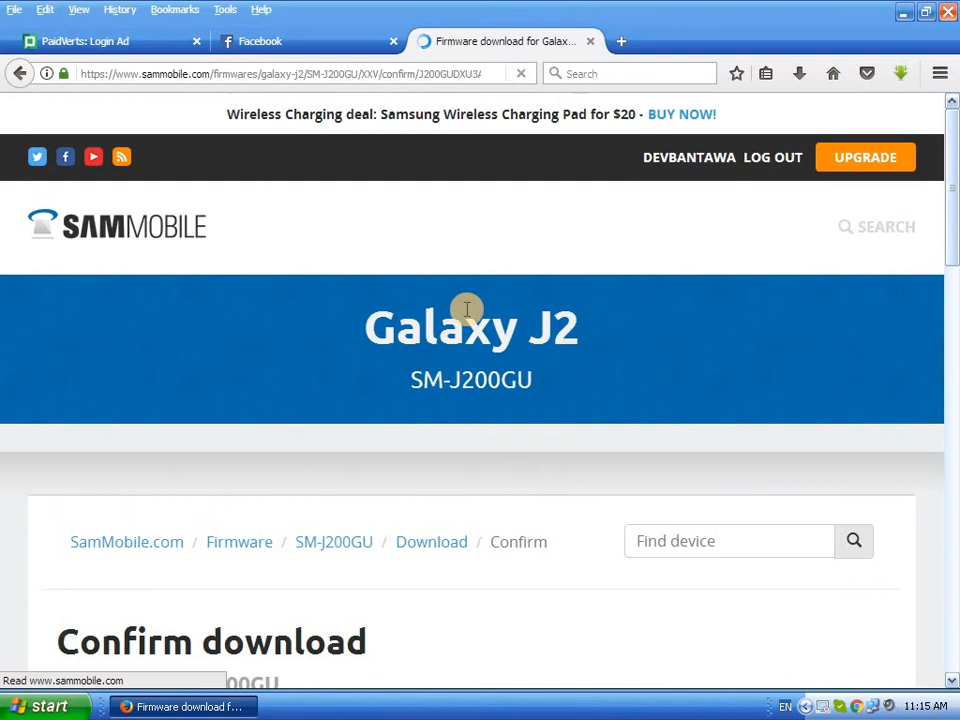 File Edit View History Bookmarks Tools Help
PaidVerts: Login Ad
Facebook
Firmware download for Galax...
https://www.sammobile.com/firmwares/galaxy-j2/SM-J200GU/XXV/confirm/J200GUDXU3A
Search
Wireless Charging deal: Samsung Wireless Charging Pad for $20 - BUY NOW!
DEVBANTAWA LOG OUT UPGRADE
SAMMOBILE
SEARCH
Galaxy J2
SM-J200GU
SamMobile.com / Firmware / SM-J200GU / Download / Confirm
Find device
Confirm download
Read www.sammobile.com
00GU
start
Firmware download f...
EN
11:15 AM